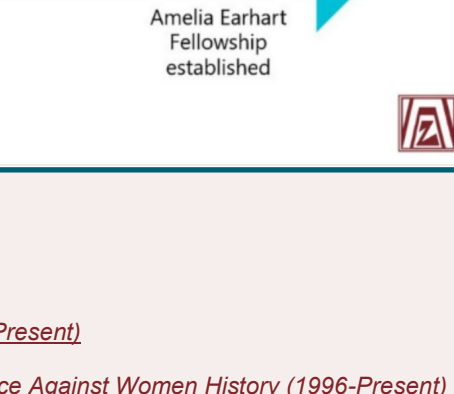 Amelia Earhart
Fellowship
established
Present)
ce Against Women History (1996-Present)